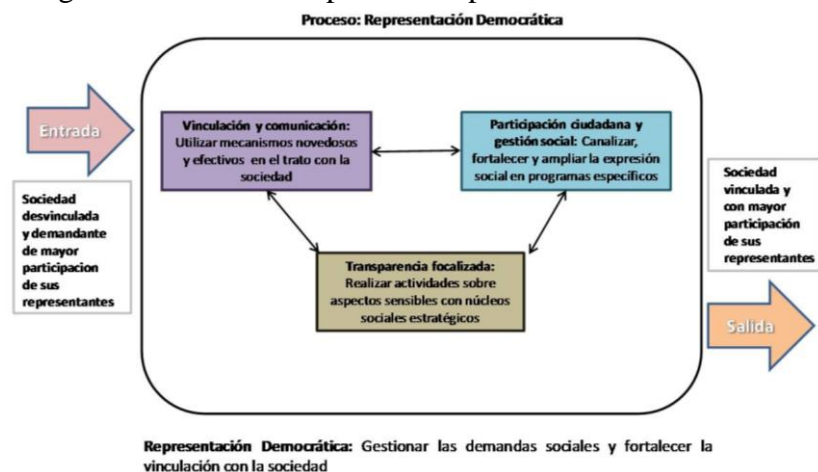 Proceso: Representación Democrática
Entrada
Sociedad
desvinculada
y demandante
de mayor
participacion
de sus
representantes
Vinculación y comunicación:
Utilizar mecanismos novedosos
y efectivos en el trato con la
sociedad
Participación ciudadana y
gestión social: Canalizar,
fortalecer y ampliar la expresión
social en programas específicos
Transparencia focalizada:
Realizar actividades sobre
aspectos sensibles con núcleos
sociales estratégicos
Sociedad
vinculada y
con mayor
participación
de sus
representantes
Salida
Representación Democrática: Gestionar las demandas sociales y fortalecer la
vinculación con la sociedad